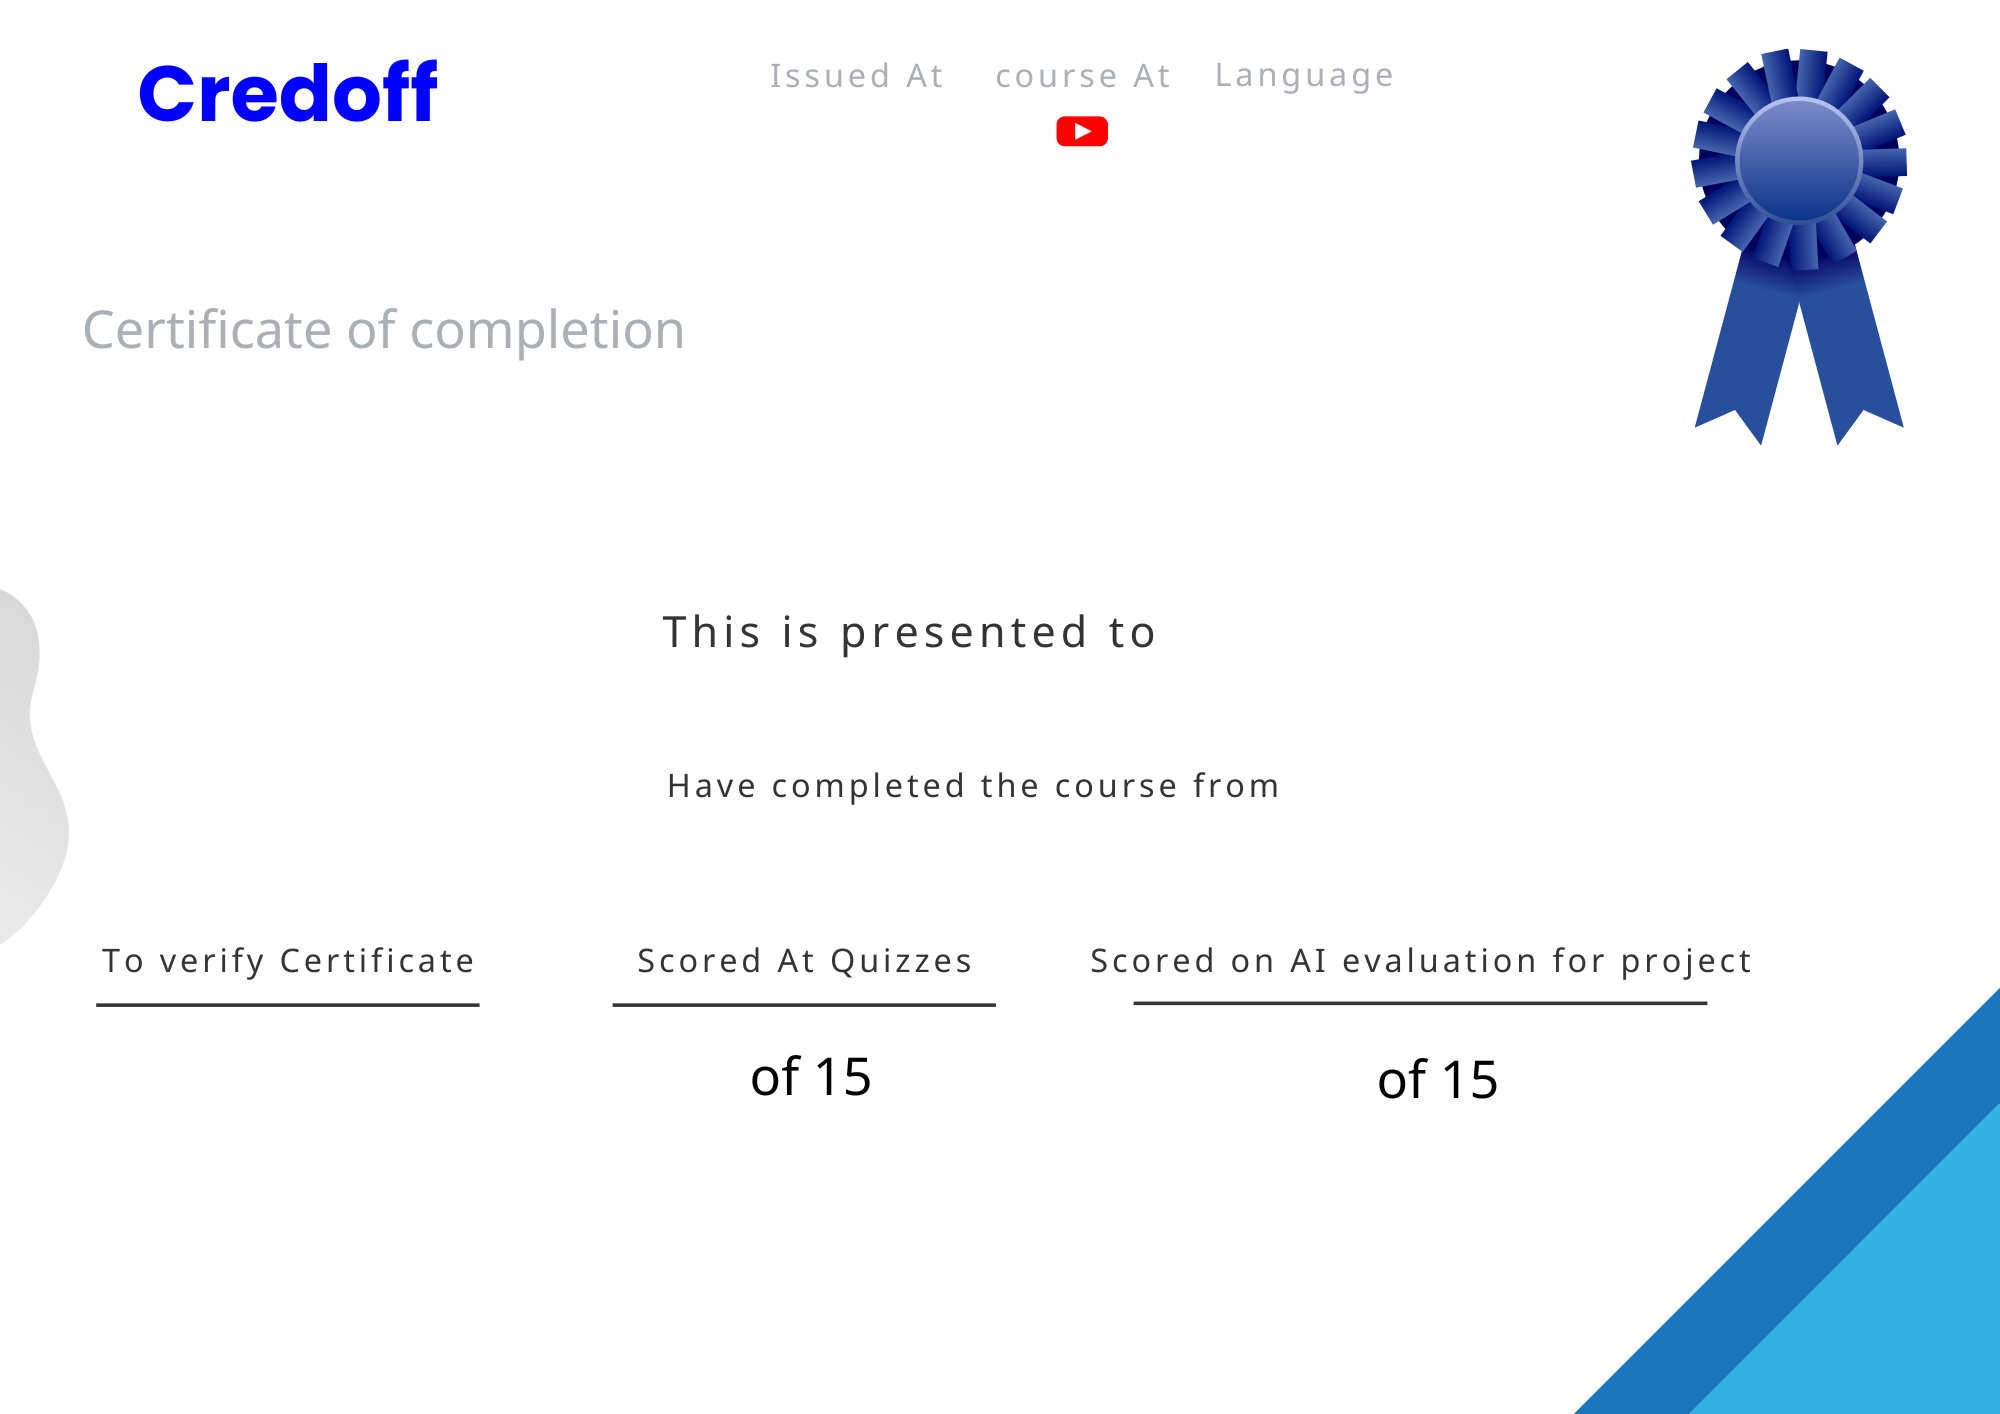 Credoff
Issued At course At Language
Certificate of completion
This is presented to
Have completed the course from
To verify Certificate Scored At Quizzes Scored on AI evaluation for project
of 15 of 15